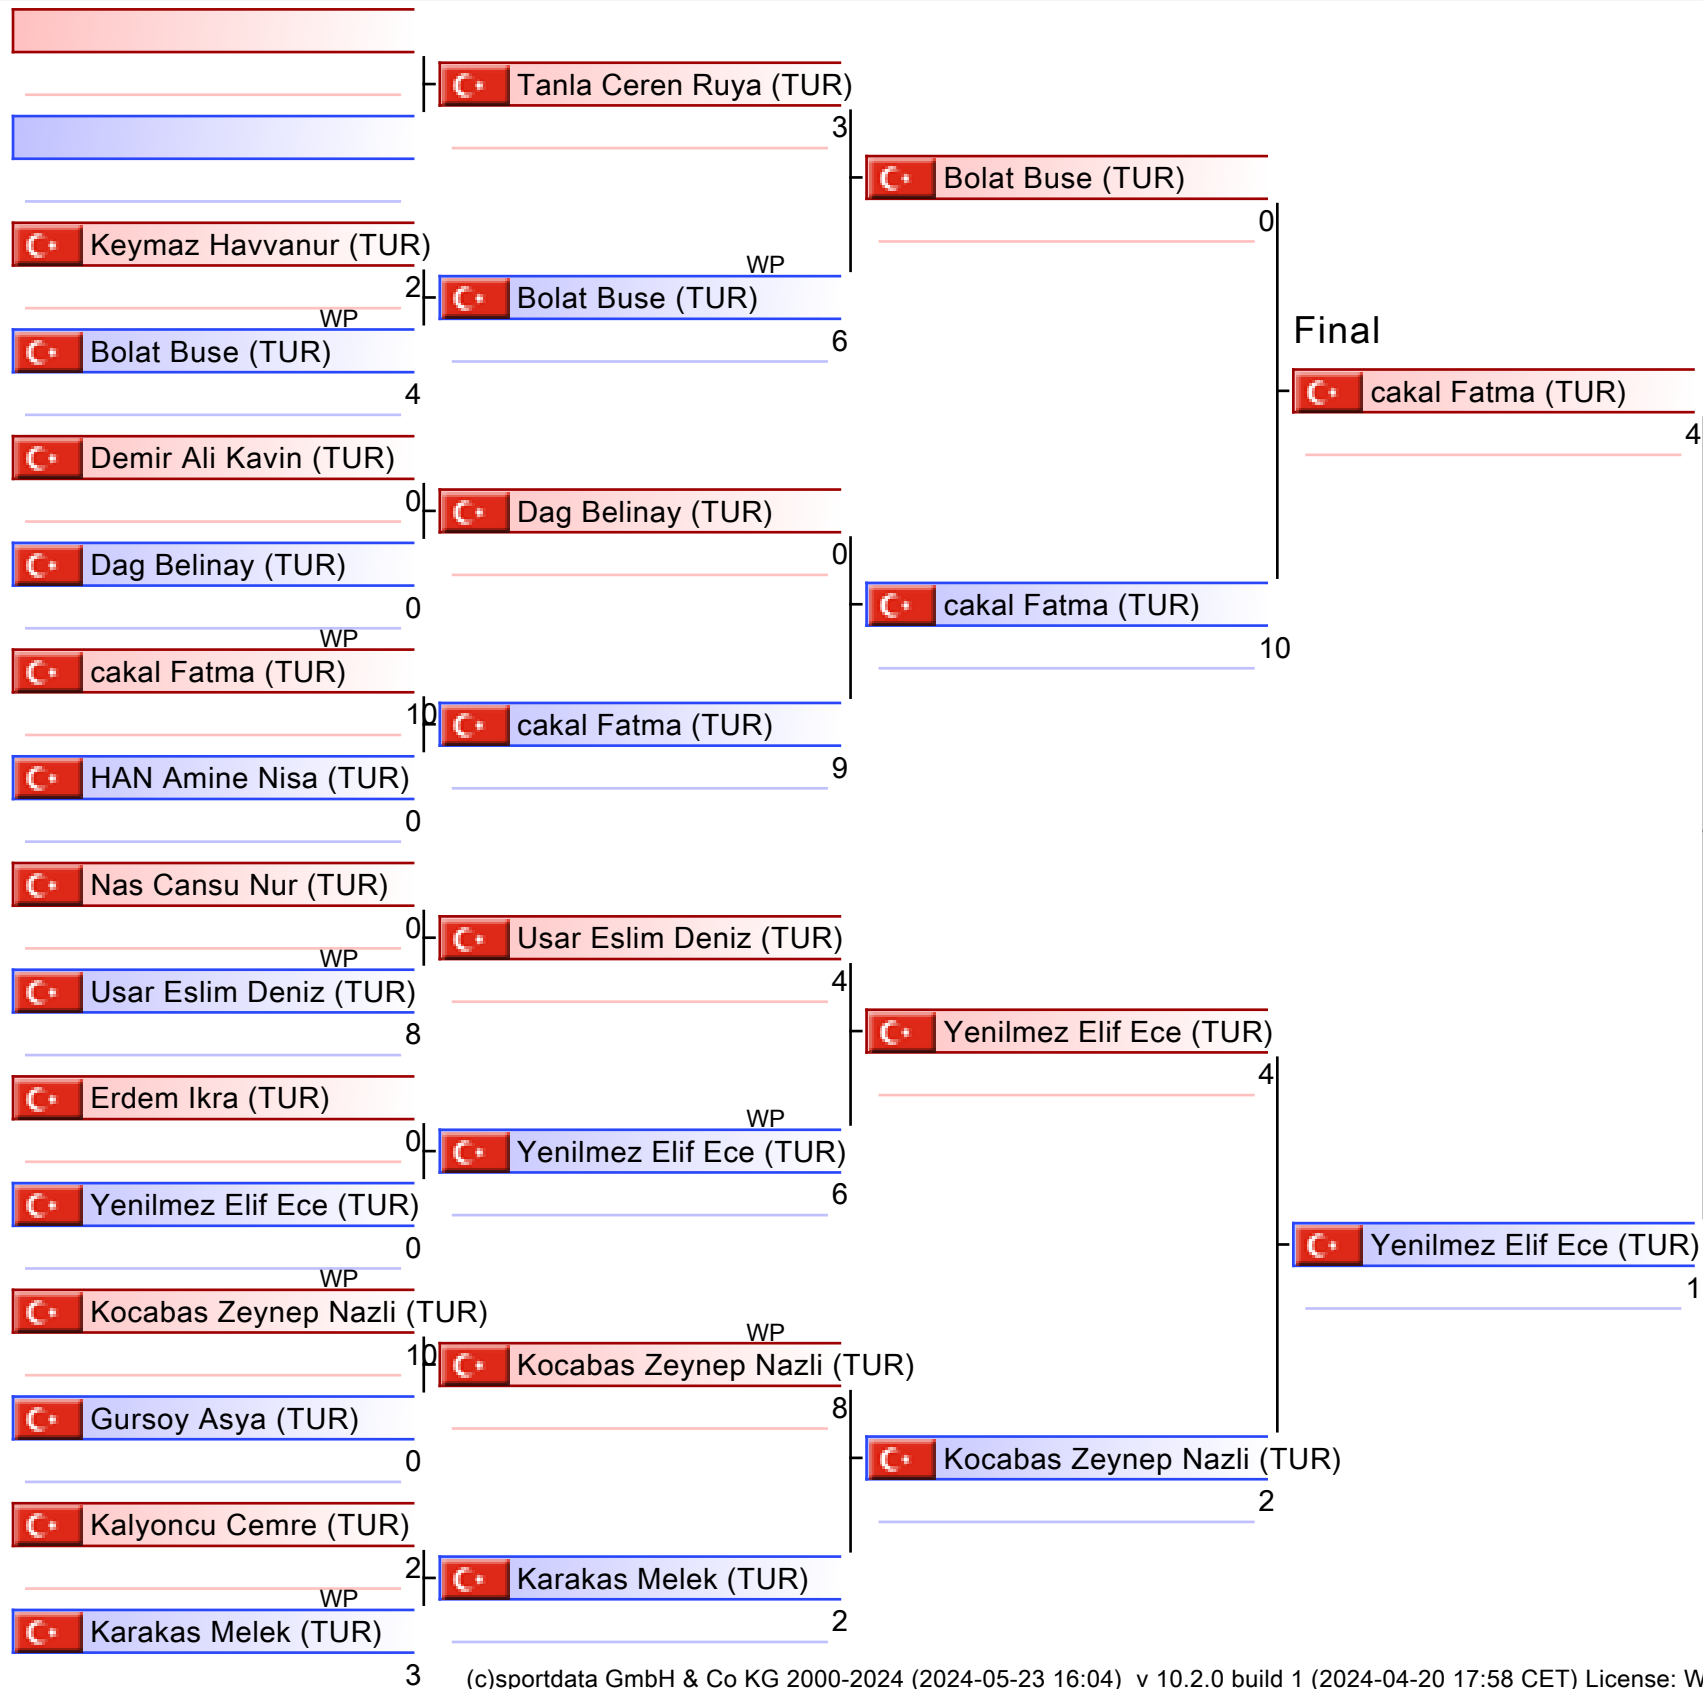 Tanla Ceren Ruya (TUR)
3
Bolat Buse (TUR)
0
Keymaz Havvanur (TUR)
2
WP
Bolat Buse (TUR)
6
WP
Bolat Buse (TUR)
4
Final
cakal Fatma (TUR)
4
Demir Ali Kavin (TUR)
0
Dag Belinay (TUR)
0
Dag Belinay (TUR)
0
cakal Fatma (TUR)
10
WP
cakal Fatma (TUR)
10
cakal Fatma (TUR)
9
HAN Amine Nisa (TUR)
0
Nas Cansu Nur (TUR)
0
Usar Eslim Deniz (TUR)
4
WP
Usar Eslim Deniz (TUR)
8
Yenilmez Elif Ece (TUR)
4
Erdem Ikra (TUR)
0
WP
Yenilmez Elif Ece (TUR)
6
Yenilmez Elif Ece (TUR)
0
Yenilmez Elif Ece (TUR)
1
WP
Kocabas Zeynep Nazli (TUR)
10
WP
Kocabas Zeynep Nazli (TUR)
8
Gursoy Asya (TUR)
0
Kocabas Zeynep Nazli (TUR)
2
Kalyoncu Cemre (TUR)
2
Karakas Melek (TUR)
2
WP
Karakas Melek (TUR)
3
(c)sportdata GmbH & Co KG 2000-2024 (2024-05-23 16:04) v 10.2.0 build 1 (2024-04-20 17:58 CET) License: W